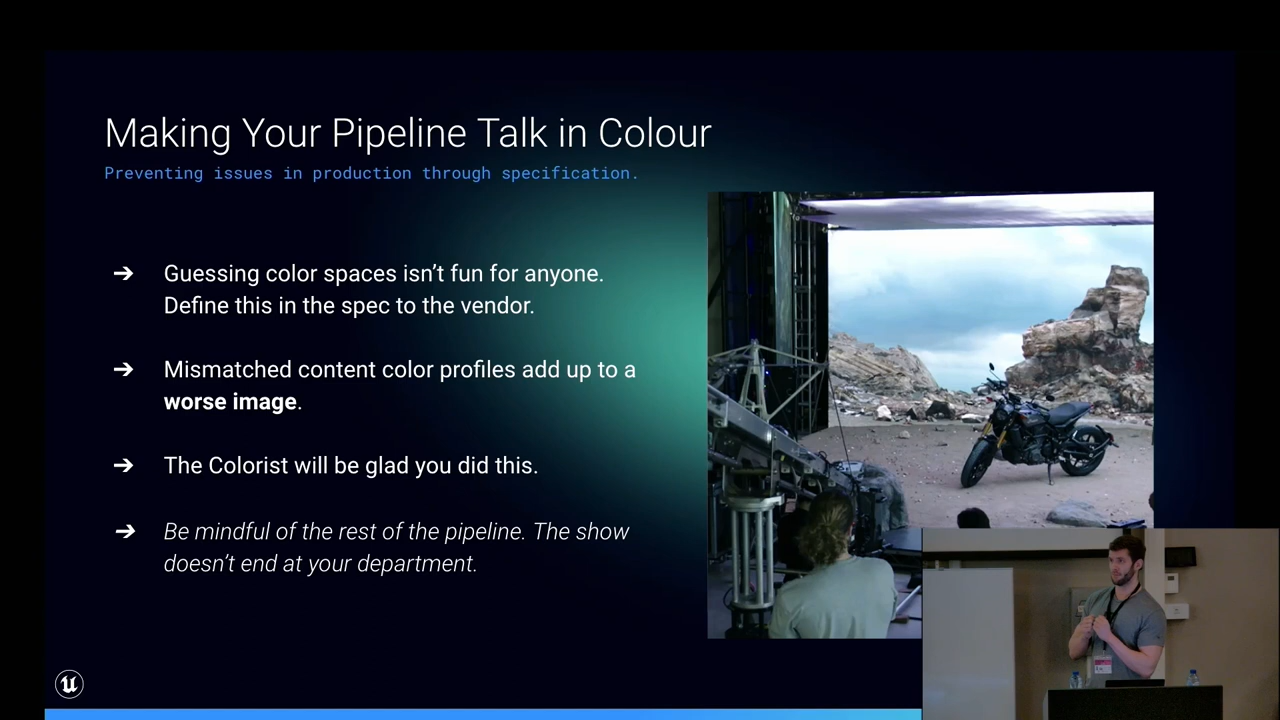 Making Your Pipeline Talk in Colour
Preventing issues in production through specification.
➔ Guessing color spaces isn’t fun for anyone.
Define this in the spec to the vendor.
➔ Mismatched content color profiles add up to a
worse image.
➔ The Colorist will be glad you did this.
➔ Be mindful of the rest of the pipeline. The show
doesn’t end at your department.